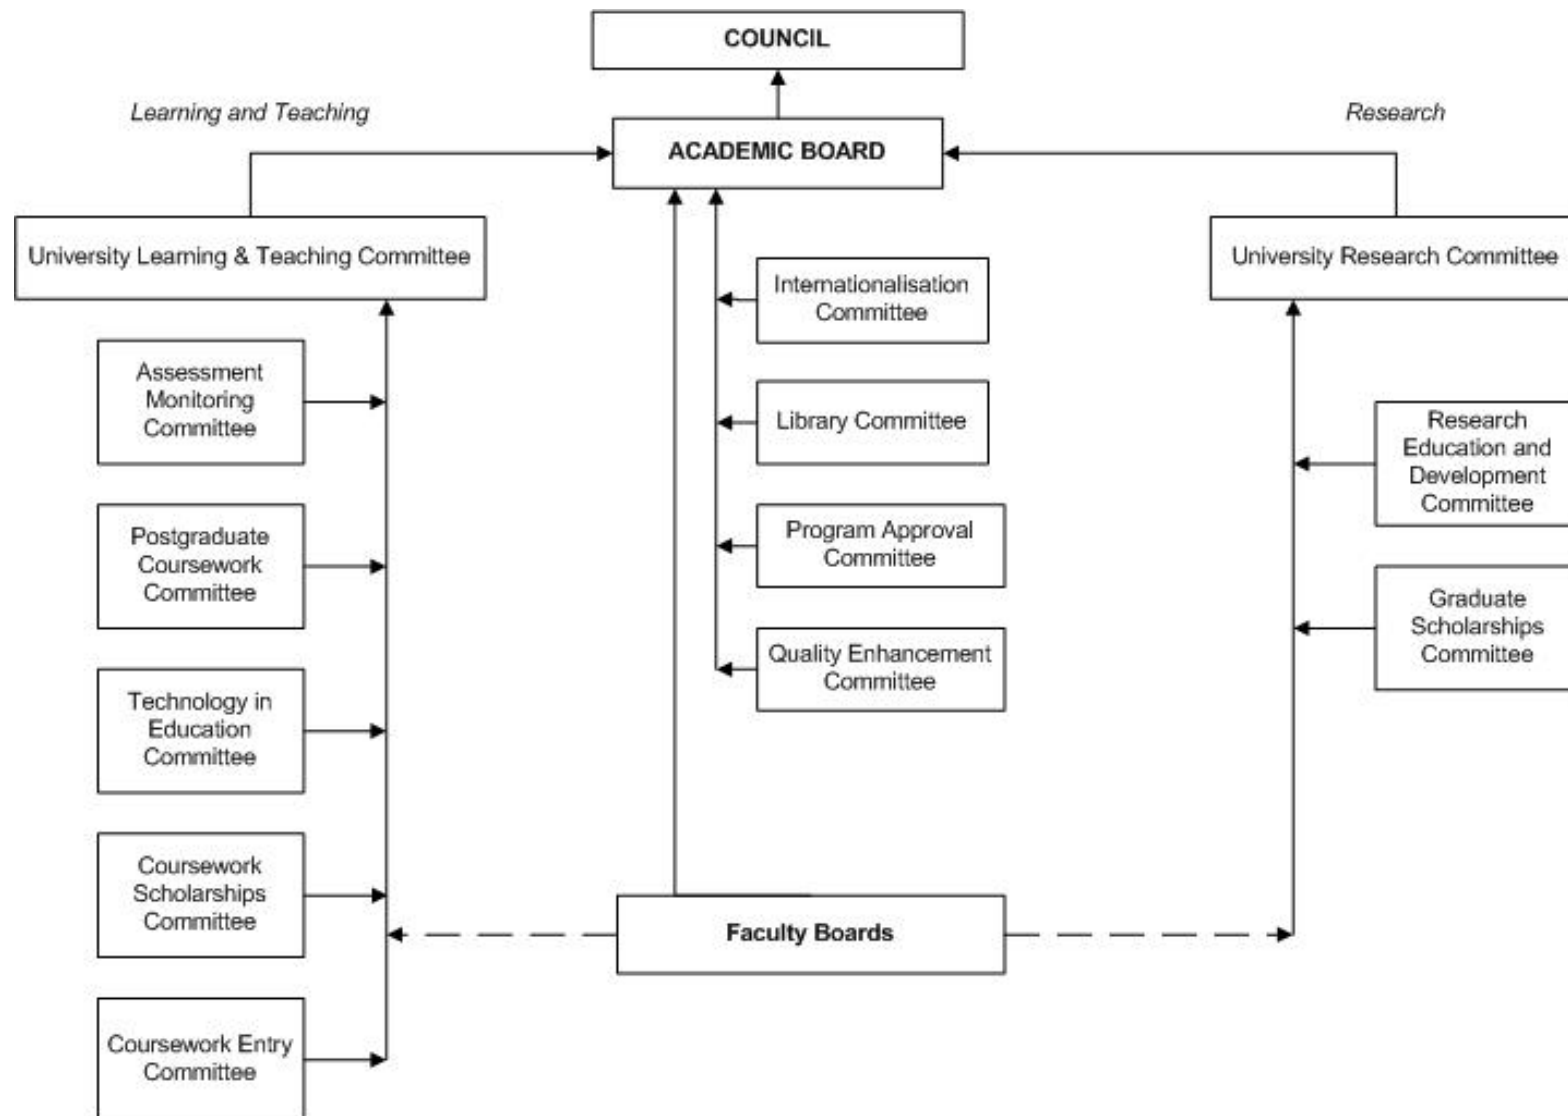 COUNCIL
Learning and Teaching
Research
ACADEMIC BOARD
University Learning & Teaching Committee
University Research Committee
Internationalisation
Committee
Assessment
Monitoring
Committee
Library Committee
Research
Education and
Development
Committee
Postgraduate
Coursework
Committee
Program Approval
Committee
Graduate
Scholarships
Committee
Quality Enhancement
Committee
Technology in
Education
Committee
Coursework
Scholarships
Committee
Faculty Boards
Coursework Entry
Committee